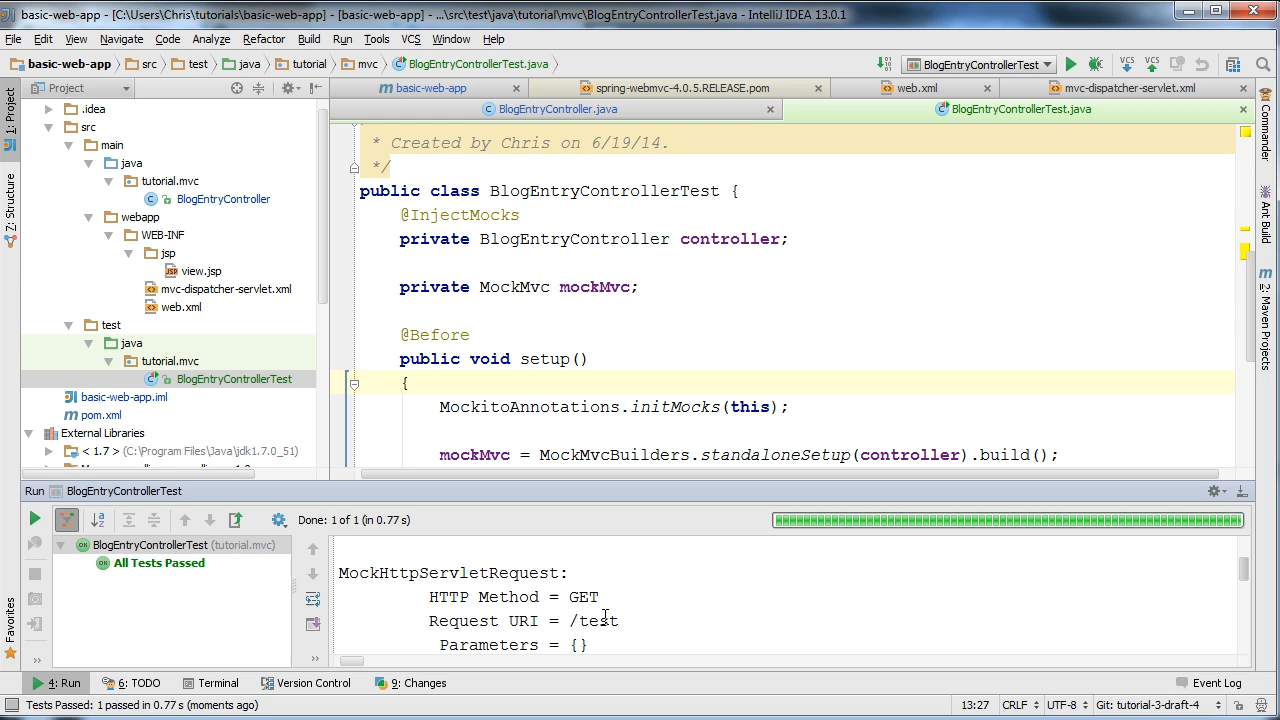 basic-web-app - [C:\Users\Chris\tutorials\basic-web-app] - [basic-web-app] - ...\src\test\java\tutorial\mvc\BlogEntryControllerTest.java - IntelliJ IDEA 13.0.1
File Edit View Navigate Code Analyze Refactor Build Run Tools VCS Window Help
basic-web-app src test java tutorial mvc BlogEntryControllerTest.java BlogEntryControllerTest VCS VCS
Project basic-web-app spring-webmvc-4.0.5.RELEASE.pom web.xml mvc-dispatcher-servlet.xml
BlogEntryController.java BlogEntryControllerTest.java
1: Project
Z: Structure
Favorites
.idea
src
main
java
tutorial.mvc
BlogEntryController
webapp
WEB-INF
jsp
view.jsp
mvc-dispatcher-servlet.xml
web.xml
test
java
tutorial.mvc
BlogEntryControllerTest
basic-web-app.iml
pom.xml
External Libraries
< 1.7 > (C:\Program Files\Java\jdk1.7.0_51)
* Created by Chris on 6/19/14.
*/
public class BlogEntryControllerTest {
@InjectMocks
private BlogEntryController controller;
private MockMvc mockMvc;
@Before
public void setup()
{
MockitoAnnotations.initMocks(this);
mockMvc = MockMvcBuilders.standaloneSetup(controller).build();
Commander
Ant Build
2: Maven Projects
Run BlogEntryControllerTest
Done: 1 of 1 (in 0.77 s)
BlogEntryControllerTest (tutorial.mvc)
All Tests Passed
MockHttpServletRequest:
HTTP Method = GET
Request URI = /test
Parameters = {}
4: Run 6: TODO Terminal Version Control 9: Changes Event Log
Tests Passed: 1 passed in 0.77 s (moments ago) 13:27 CRLF UTF-8 Git: tutorial-3-draft-4